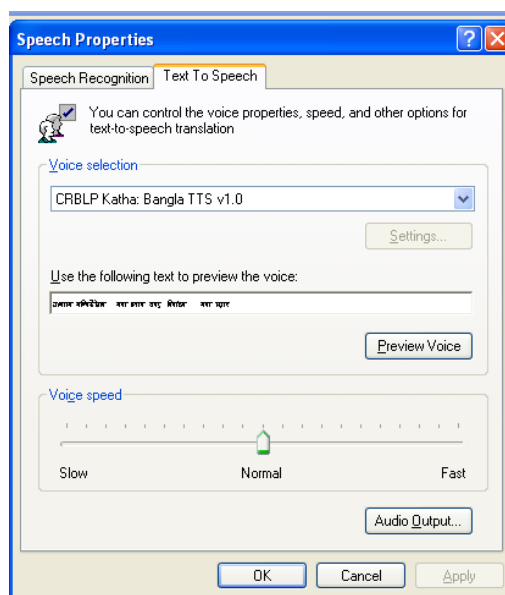 Speech Properties
Speech Recognition
Text To Speech
You can control the voice properties, speed, and other options for
text-to-speech translation
Voice selection
CRBLP Katha: Bangla TTS v1.0
Settings...
Use the following text to preview the voice:
Preview Voice
Voice speed
Slow Normal Fast
Audio Output...
OK Cancel Apply